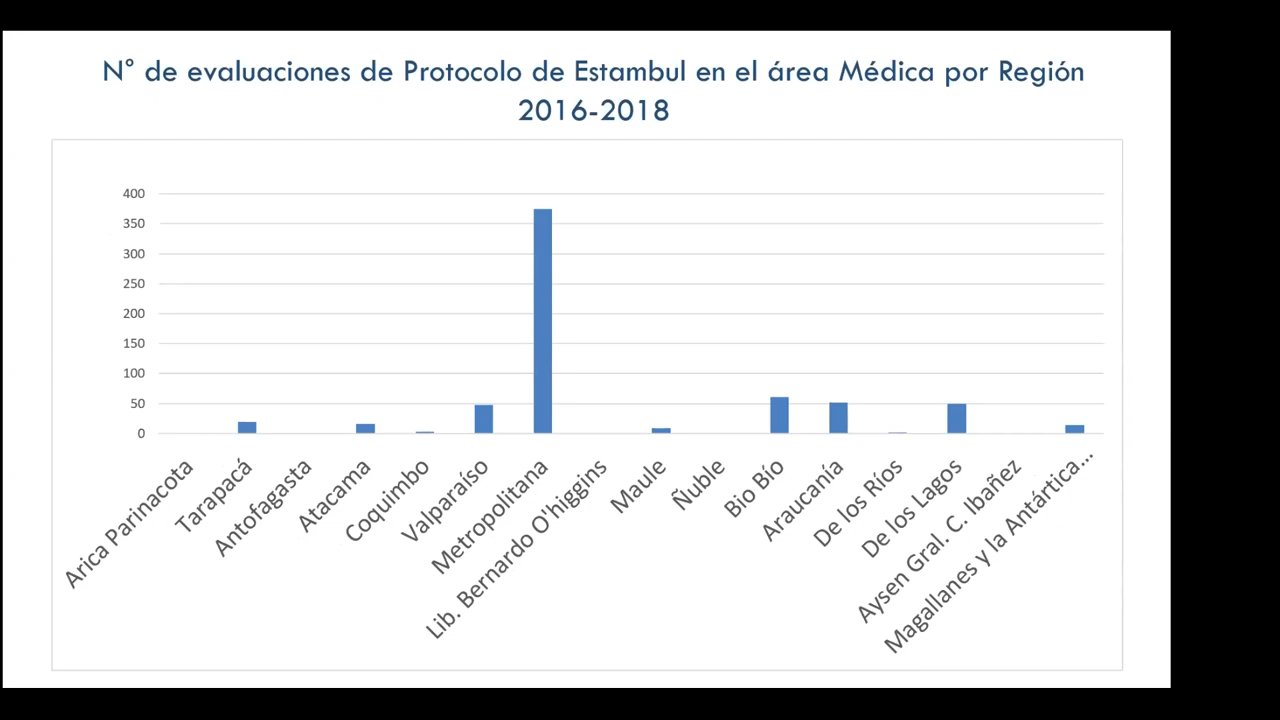 N° de evaluaciones de Protocolo de Estambul en el área Médica por Región
2016-2018
400
350
300
250
200
150
100
50
0
Arica Parinacota
Tarapacá
Antofagasta
Atacama
Coquimbo
Valparaíso
Metropolitana
Lib. Bernardo O'higgins
Maule
Ñuble
Bio Bío
Araucanía
De los Ríos
De los Lagos
Aysen Gral. C. Ibañez
Magallanes y la Antártica...